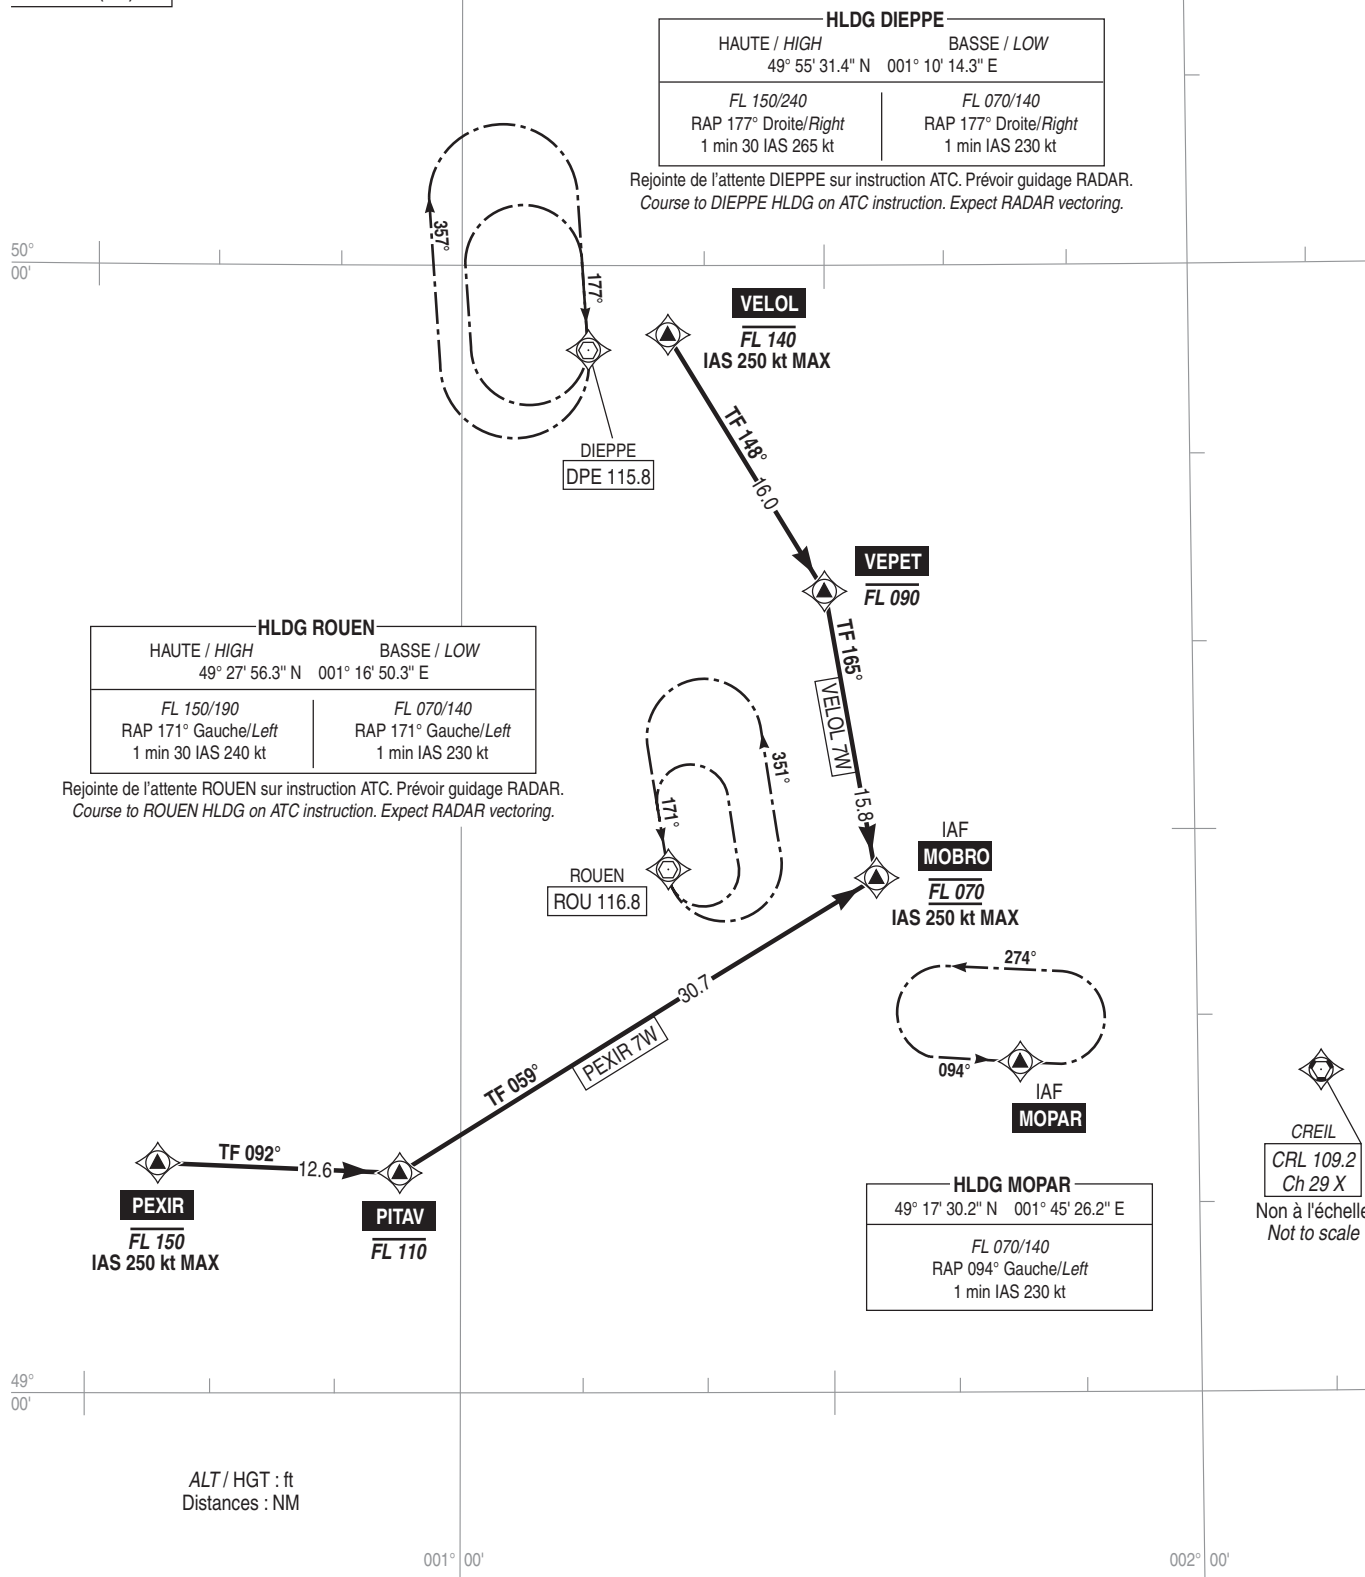 HLDG DIEPPE
HAUTE / HIGH BASSE / LOW
49° 55' 31.4" N 001° 10' 14.3" E
FL 150/240 FL 070/140
RAP 177° Droite/Right RAP 177° Droite/Right
1 min 30 IAS 265 kt 1 min IAS 230 kt
Rejointe de l'attente DIEPPE sur instruction ATC. Prévoir guidage RADAR.
Course to DIEPPE HLDG on ATC instruction. Expect RADAR vectoring.
357°
177°
50°
00'
VELOL
FL 140
IAS 250 kt MAX
DIEPPE
DPE 115.8
TF 148°
16.0
VEPET
FL 090
TF 165°
VELOL 7W
15.8
HLDG ROUEN
HAUTE / HIGH BASSE / LOW
49° 27' 56.3" N 001° 16' 50.3" E
FL 150/190 FL 070/140
RAP 171° Gauche/Left RAP 171° Gauche/Left
1 min 30 IAS 240 kt 1 min IAS 230 kt
Rejointe de l'attente ROUEN sur instruction ATC. Prévoir guidage RADAR.
Course to ROUEN HLDG on ATC instruction. Expect RADAR vectoring.
351°
171°
ROUEN
ROU 116.8
IAF
MOBRO
FL 070
IAS 250 kt MAX
30.7
PEXIR 7W
TF 059°
274°
094°
IAF
MOPAR
CREIL
CRL 109.2
Ch 29 X
Non à l'échelle
Not to scale
TF 092°
12.6
PEXIR
FL 150
IAS 250 kt MAX
PITAV
FL 110
HLDG MOPAR
49° 17' 30.2" N 001° 45' 26.2" E
FL 070/140
RAP 094° Gauche/Left
1 min IAS 230 kt
49°
00'
ALT / HGT : ft
Distances : NM
001° 00'
002° 00'